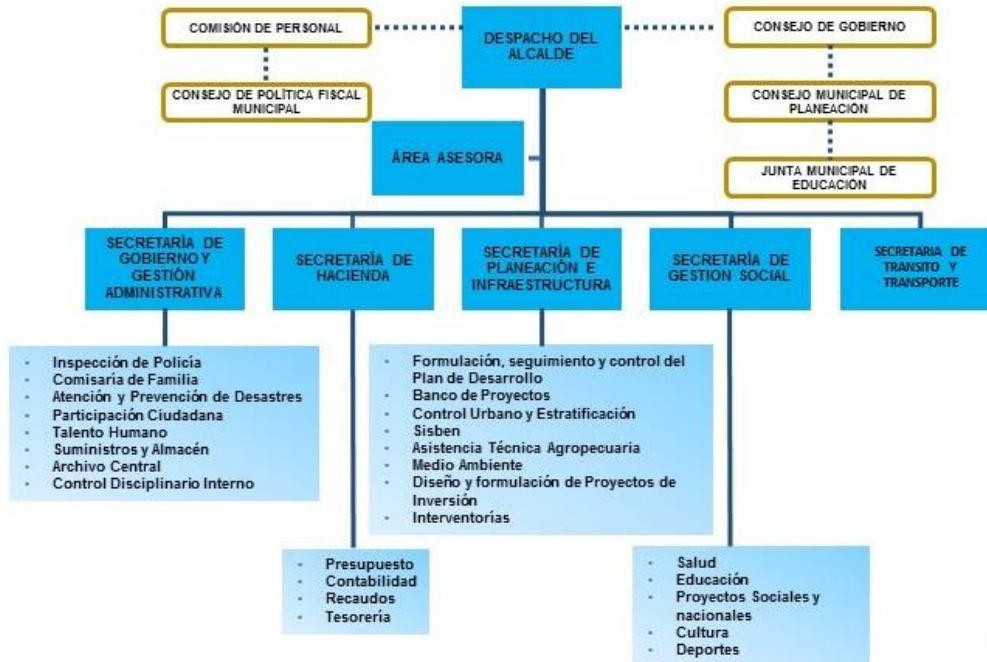 COMISIÓN DE PERSONAL
DESPACHO DEL
ALCALDE
CONSEJO DE GOBIERNO
CONSEJO DE POLÍTICA FISCAL
MUNICIPAL
CONSEJO MUNICIPAL DE
PLANEACIÓN
ÁREA ASESORA
JUNTA MUNICIPAL DE
EDUCACIÓN
SECRETARÌA DE
GOBIERNO Y
GESTIÓN
ADMINISTRATIVA
SECRETARÍA DE
HACIENDA
SECRETARÌA DE
PLANEACIÓN E
INFRAESTRUCTURA
SECRETARÍA DE
GESTION SOCIAL
SECRETARIA DE
TRANSITO Y
TRANSPORTE
- Inspección de Policía
- Comisaría de Familia
- Atención y Prevención de Desastres
- Participación Ciudadana
- Talento Humano
- Suministros y Almacén
- Archivo Central
- Control Disciplinario Interno
- Formulación, seguimiento y control del
Plan de Desarrollo
- Banco de Proyectos
- Control Urbano y Estratificación
- Sisben
- Asistencia Técnica Agropecuaria
- Medio Ambiente
- Diseño y formulación de Proyectos de
Inversión
- Interventorías
- Presupuesto
- Contabilidad
- Recaudos
- Tesorería
- Salud
- Educación
- Proyectos Sociales y
nacionales
- Cultura
- Deportes